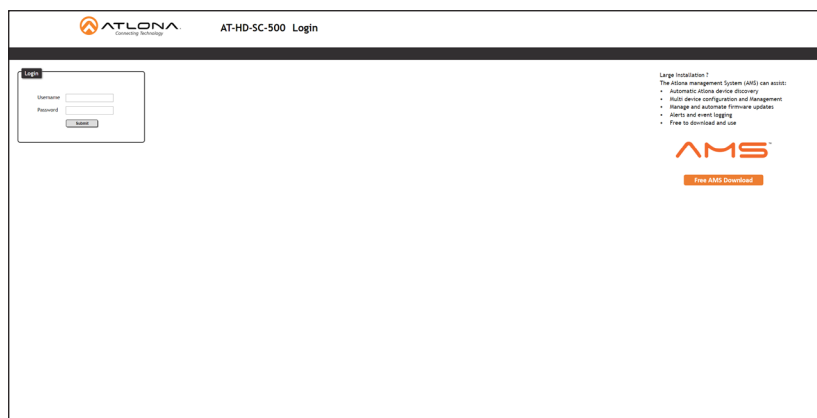 ATLONA
Connecting Technology
AT-HD-SC-500 Login
Login
Username
Password
Submit
Large Installation ?
The Atlona management System (AMS) can assist:
• Automatic Atlona device discovery
• Multi device configuration and Management
• Manage and automate firmware updates
• Alerts and event logging
• Free to download and use
AMS™
Free AMS Download